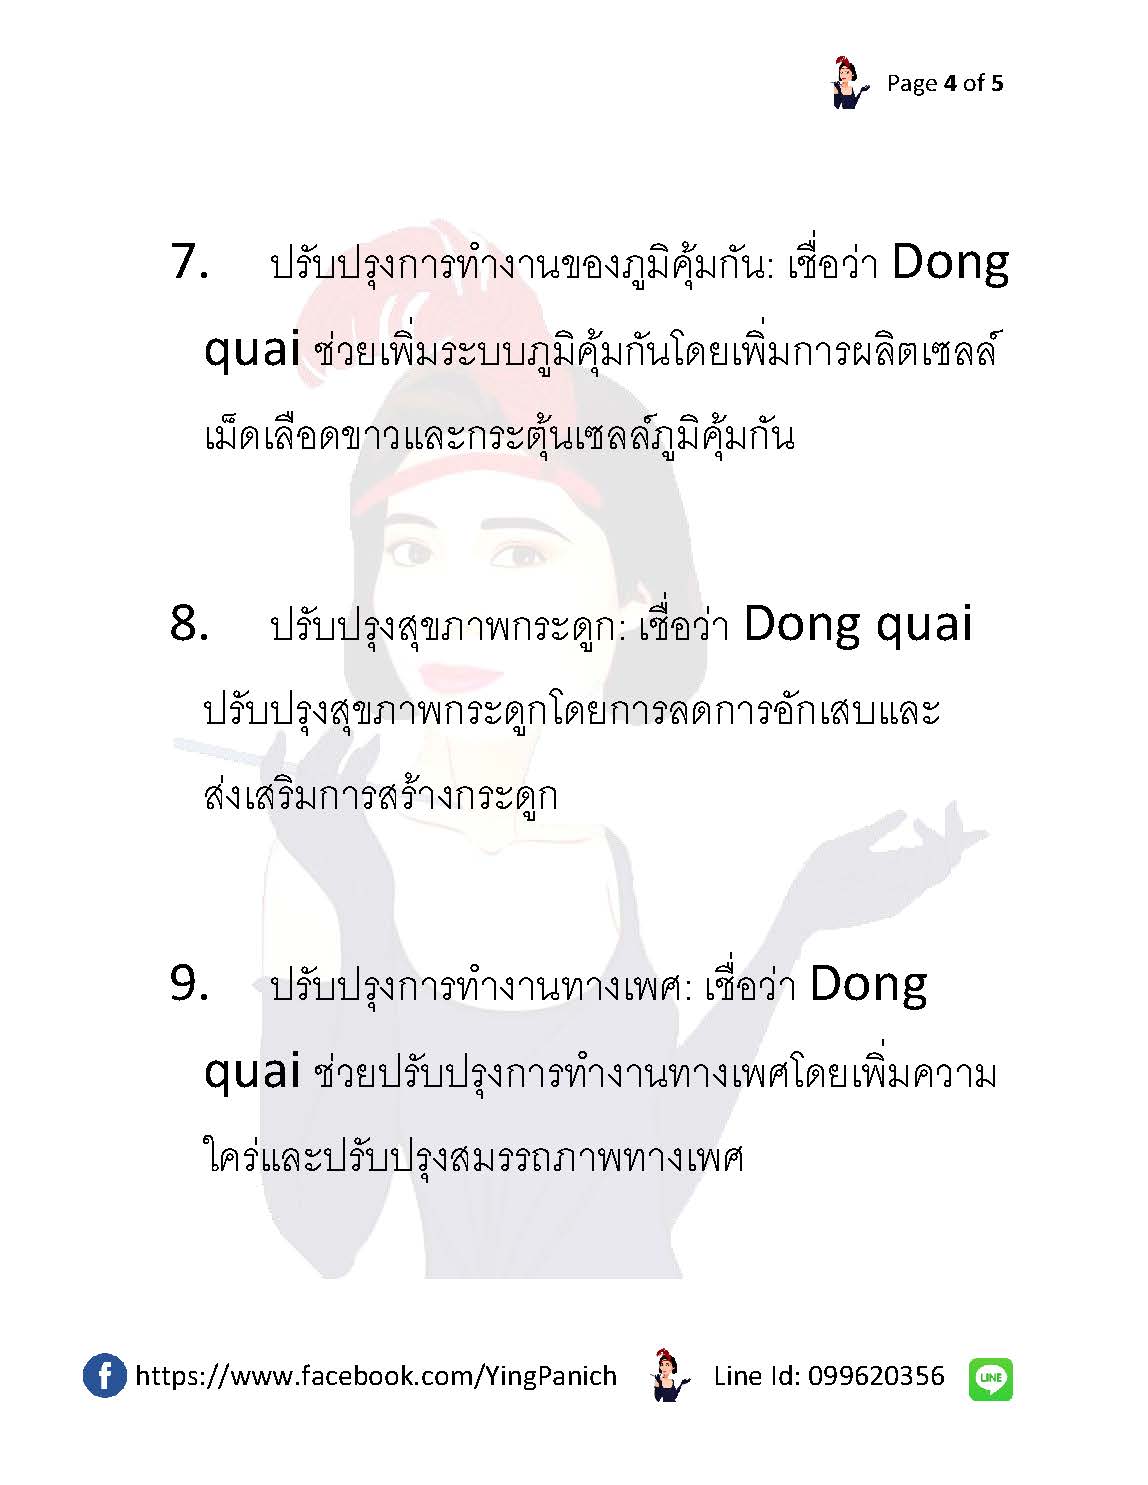 Page 4 of 5
7. ปรับปรุงการทำงานของภูมิคุ้มกัน: เชื่อว่า Dong
quai ช่วยเพิ่มระบบภูมิคุ้มกันโดยเพิ่มการผลิตเซลล์
เม็ดเลือดขาวและกระตุ้นเซลล์ภูมิคุ้มกัน
8. ปรับปรุงสุขภาพกระดูก: เชื่อว่า Dong quai
ปรับปรุงสุขภาพกระดูกโดยการลดการอักเสบและ
ส่งเสริมการสร้างกระดูก
9. ปรับปรุงการทำงานทางเพศ: เชื่อว่า Dong
quai ช่วยปรับปรุงการทำงานทางเพศโดยเพิ่มความ
ใคร่และปรับปรุงสมรรถภาพทางเพศ
f https://www.facebook.com/YingPanich Line Id: 099620356 LINE